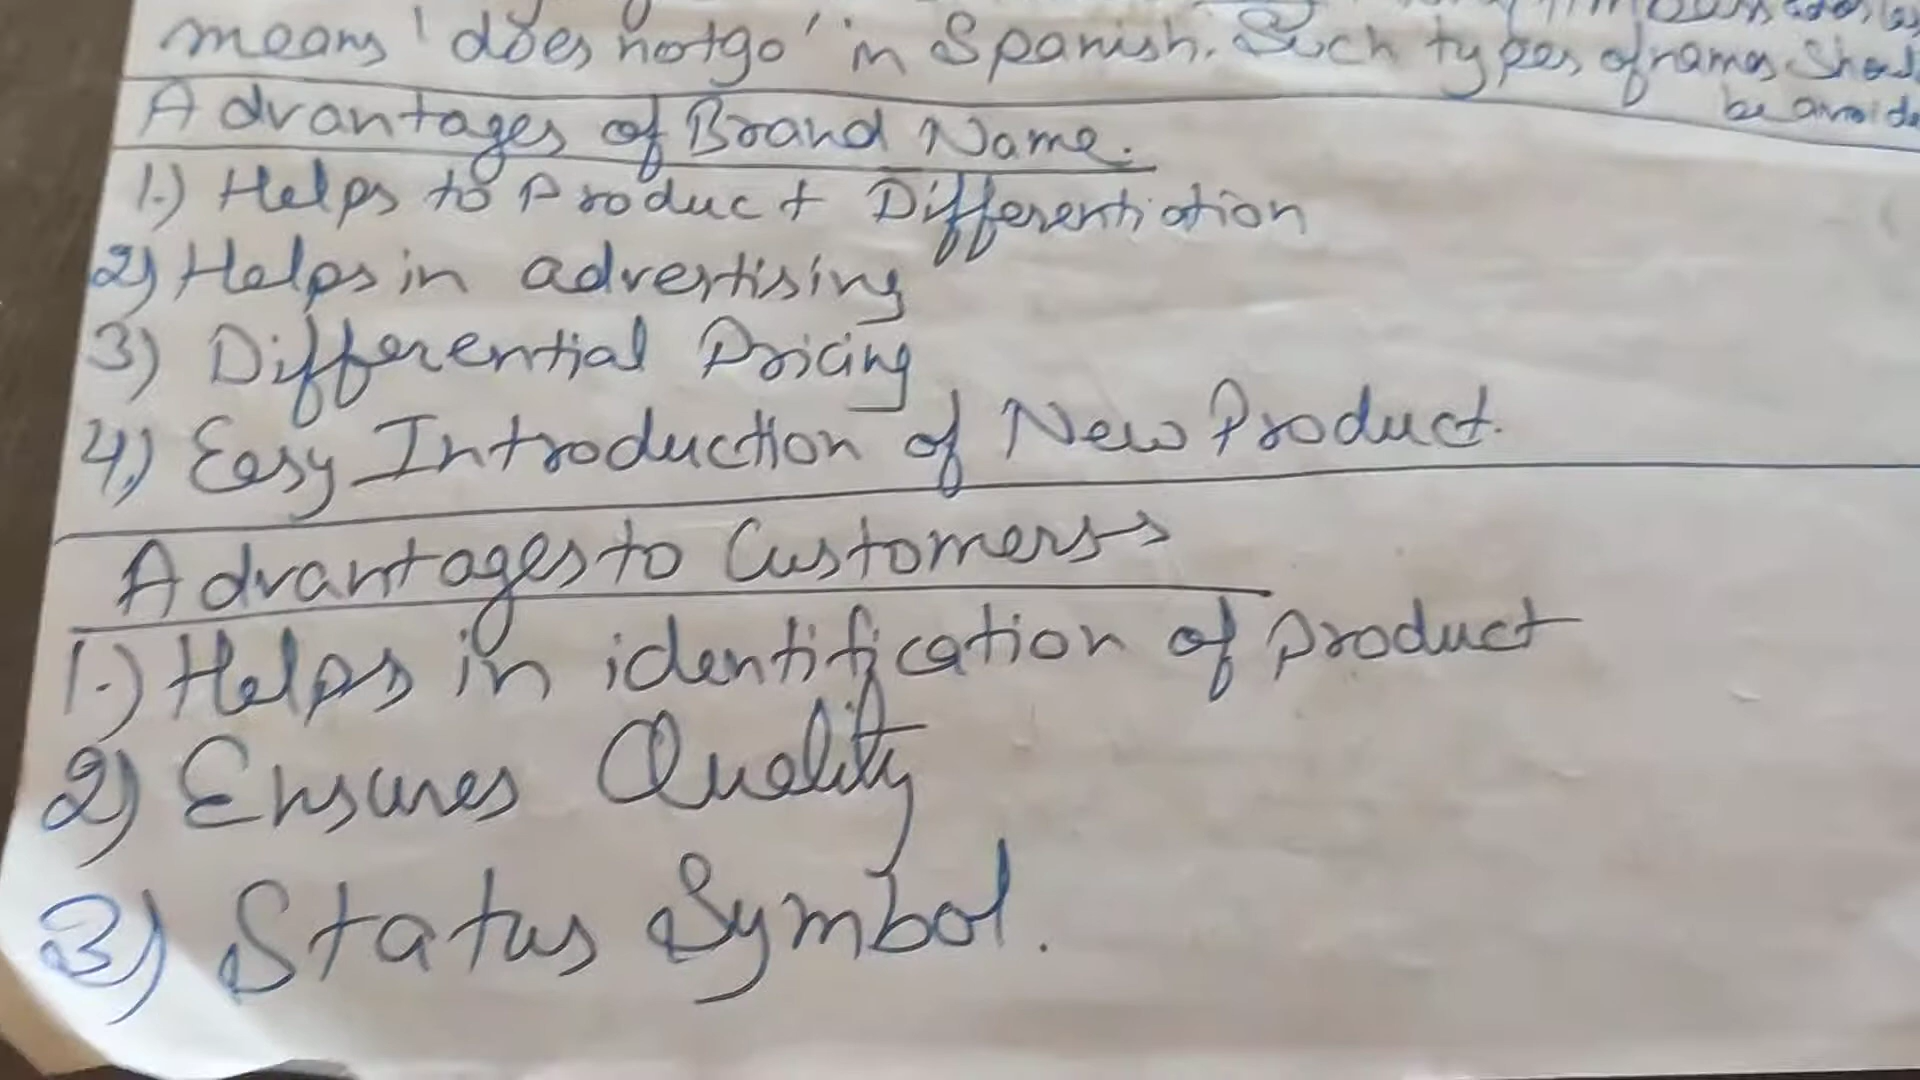 means 'does not go' in Spanish. Such types of names should
be avoided
Advantages of Brand Name.
1.) Helps to Product Differentiation
2) Helps in advertising
3) Differential Pricing
4.) Easy Introduction of New Product.
Advantages to Customers→
1.) Helps in identification of product
2) Ensures Quality
3) Status Symbol.